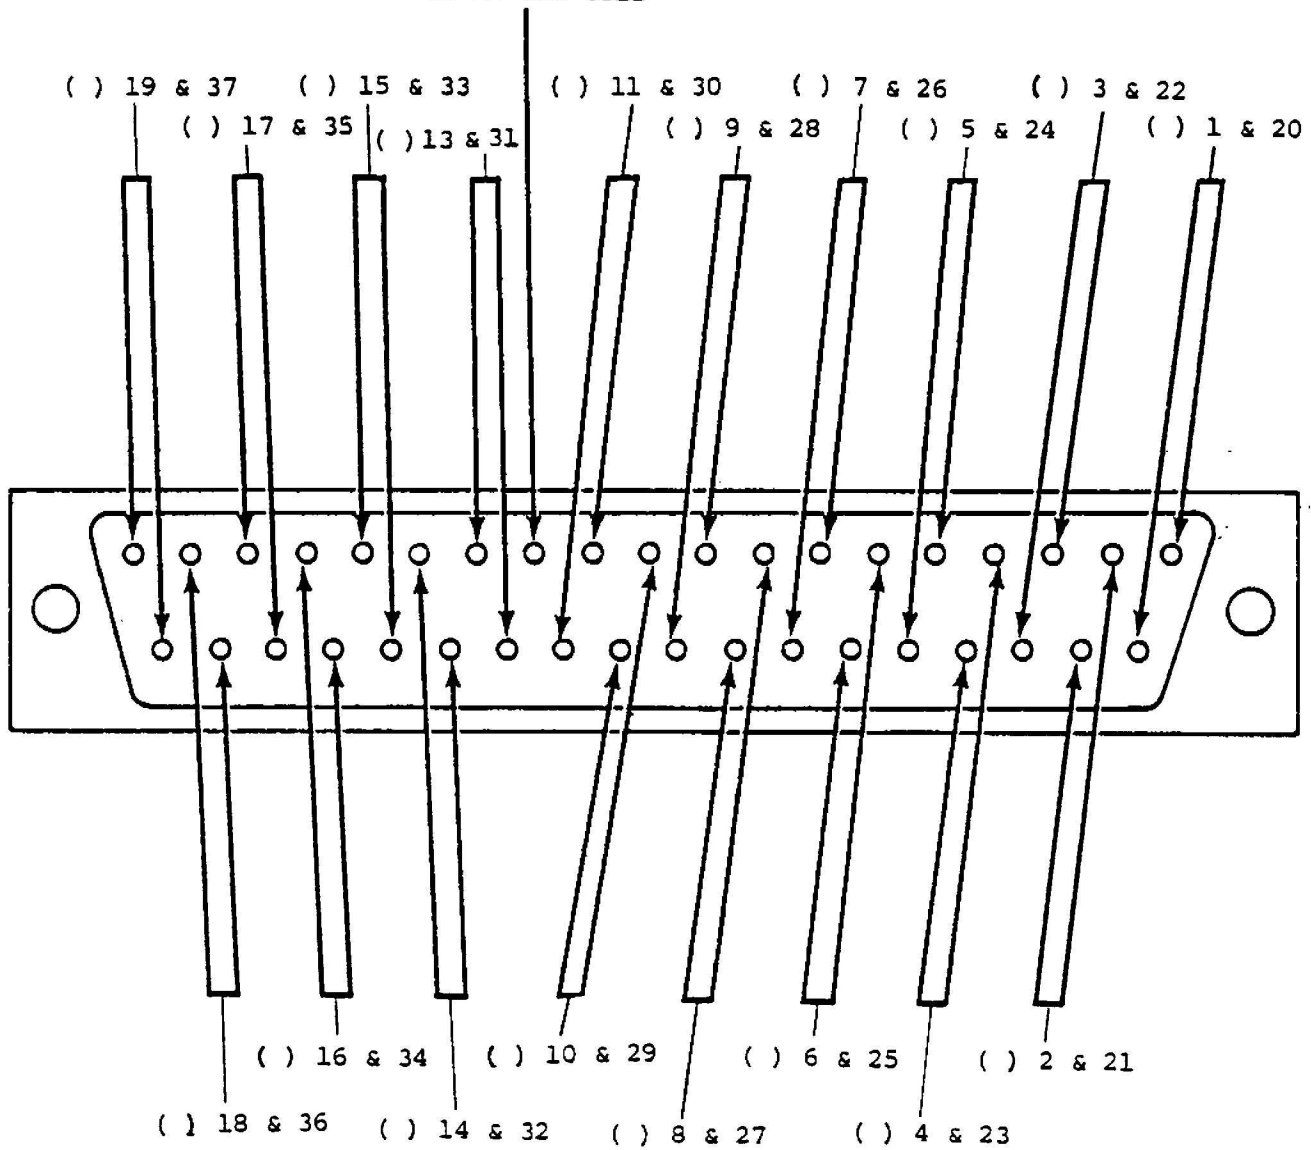 ( ) 19 & 37 ( ) 15 & 33 ( ) 11 & 30 ( ) 7 & 26 ( ) 3 & 22
( ) 17 & 35 ( ) 13 & 31 ( ) 9 & 28 ( ) 5 & 24 ( ) 1 & 20
( ) 16 & 34 ( ) 10 & 29 ( ) 6 & 25 ( ) 2 & 21
( ) 18 & 36 ( ) 14 & 32 ( ) 8 & 27 ( ) 4 & 23